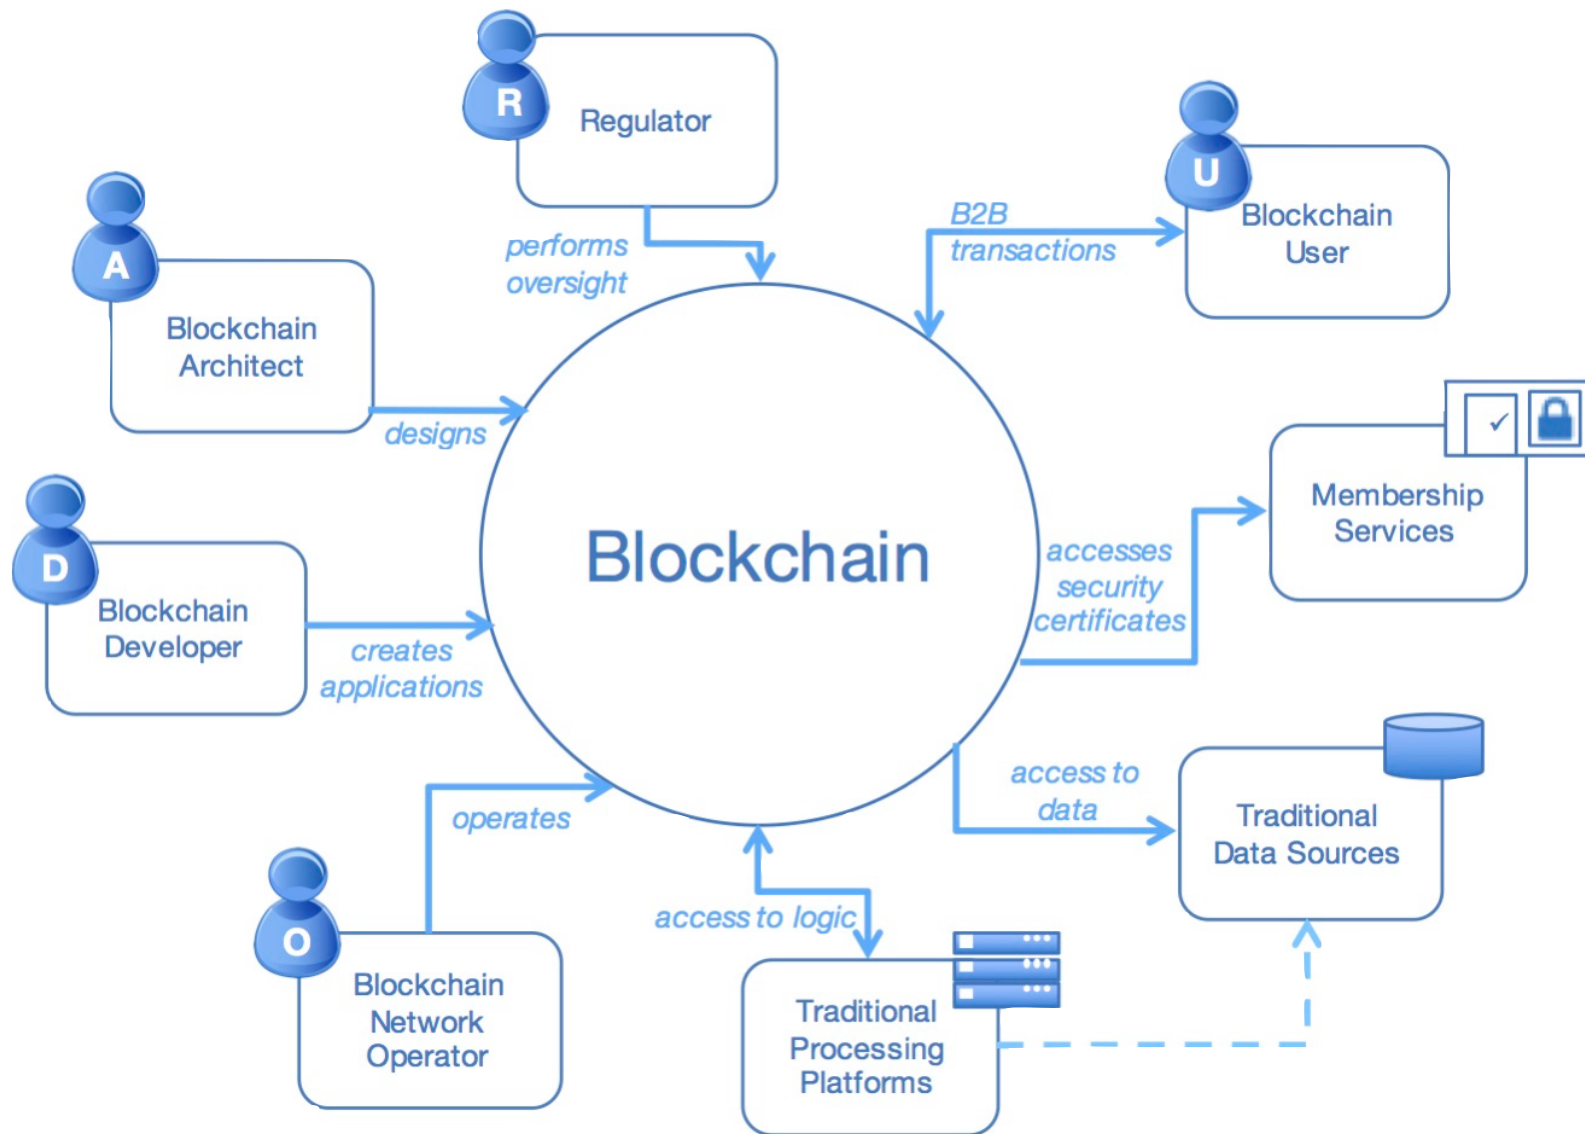 R
Regulator
U
Blockchain
User
B2B
transactions
performs
oversight
A
Blockchain
Architect
designs
Membership
Services
D
Blockchain
Developer
creates
applications
Blockchain
accesses
security
certificates
access to
data
Traditional
Data Sources
operates
O
Blockchain
Network
Operator
access to logic
Traditional
Processing
Platforms